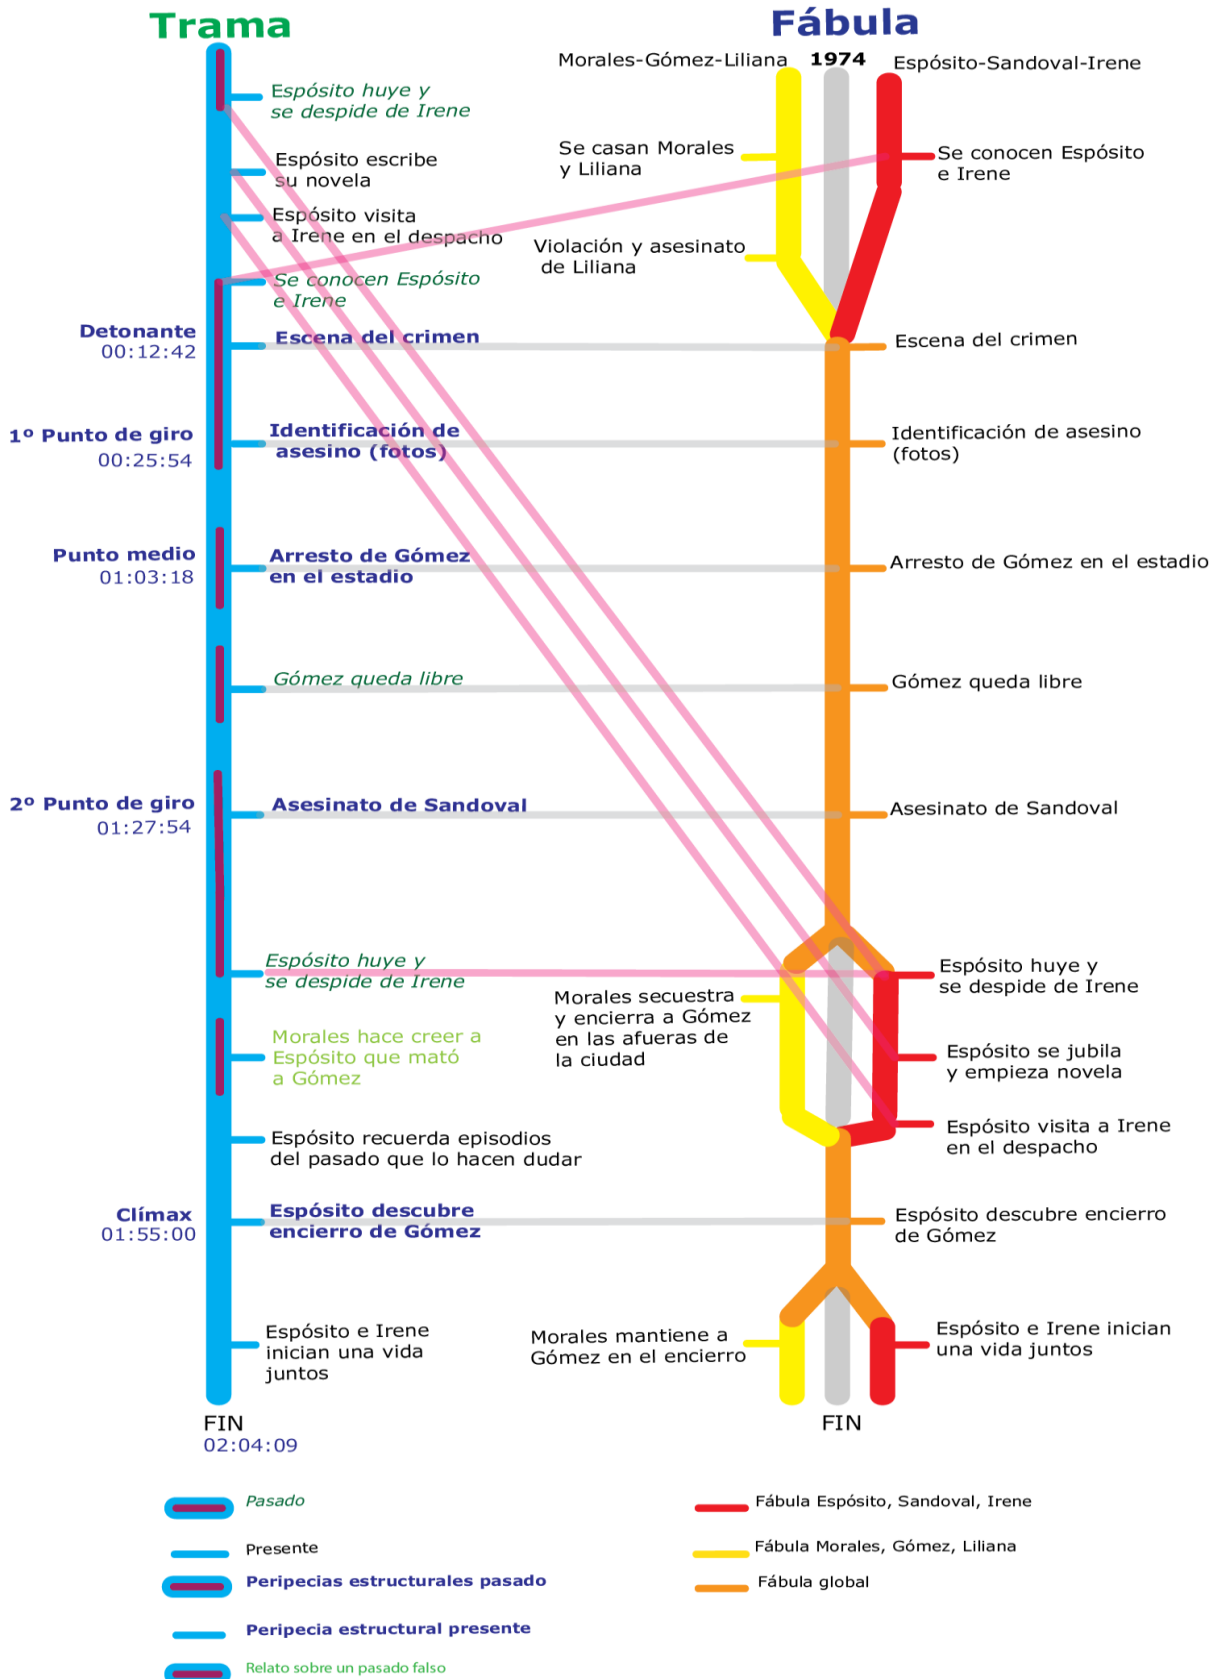 Trama
Espósito huye y
se despide de Irene
Espósito escribe
su novela
Espósito visita
a Irene en el despacho
Se conocen Espósito
e Irene
Detonante
00:12:42
Escena del crimen
1º Punto de giro
00:25:54
Identificación de
asesino (fotos)
Punto medio
01:03:18
Arresto de Gómez
en el estadio
Gómez queda libre
2º Punto de giro
01:27:54
Asesinato de Sandoval
Espósito huye y
se despide de Irene
Morales hace creer a
Espósito que mató
a Gómez
Espósito recuerda episodios
del pasado que lo hacen dudar
Clímax
01:55:00
Espósito descubre
encierro de Gómez
Espósito e Irene
inician una vida
juntos
FIN
02:04:09
Fábula
Morales-Gómez-Liliana
1974
Espósito-Sandoval-Irene
Se casan Morales
y Liliana
Se conocen Espósito
e Irene
Violación y asesinato
de Liliana
Escena del crimen
Identificación de asesino
(fotos)
Arresto de Gómez en el estadio
Gómez queda libre
Asesinato de Sandoval
Espósito huye y
se despide de Irene
Morales secuestra
y encierra a Gómez
en las afueras de
la ciudad
Espósito se jubila
y empieza novela
Espósito visita a Irene
en el despacho
Espósito descubre encierro
de Gómez
Morales mantiene a
Gómez en el encierro
Espósito e Irene inician
una vida juntos
FIN
Pasado
Presente
Peripecias estructurales pasado
Peripecia estructural presente
Relato sobre un pasado falso
Fábula Espósito, Sandoval, Irene
Fábula Morales, Gómez, Liliana
Fábula global